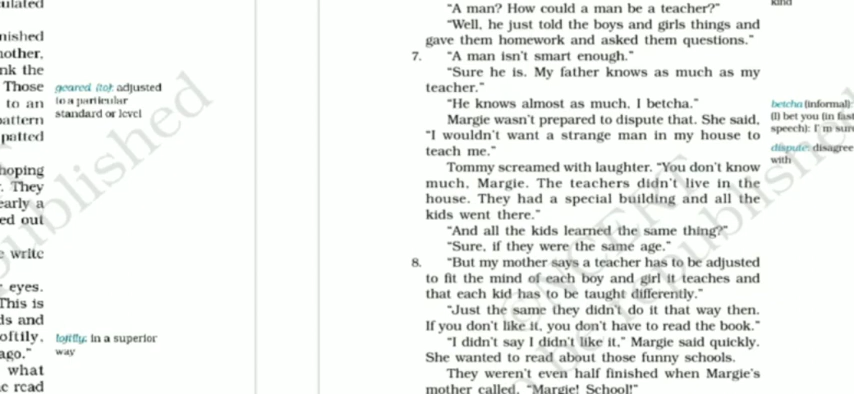 ulated
nished
other,
nk the
Those
to an
pattern
patted
hoping
. They
early a
ed out
write
eyes.
This is
ds and
oftily,
ago."
what
read
geared (to): adjusted
to a particular
standard or level
loftily: in a superior
way
"A man? How could a man be a teacher?"
"Well, he just told the boys and girls things and
gave them homework and asked them questions."
7. "A man isn't smart enough."
"Sure he is. My father knows as much as my
teacher."
"He knows almost as much, I betcha."
Margie wasn't prepared to dispute that. She said,
"I wouldn't want a strange man in my house to
teach me."
Tommy screamed with laughter. "You don't know
much, Margie. The teachers didn't live in the
house. They had a special building and all the
kids went there."
"And all the kids learned the same thing?"
"Sure, if they were the same age."
8. "But my mother says a teacher has to be adjusted
to fit the mind of each boy and girl it teaches and
that each kid has to be taught differently."
"Just the same they didn't do it that way then.
If you don't like it, you don't have to read the book."
"I didn't say I didn't like it," Margie said quickly.
She wanted to read about those funny schools.
They weren't even half finished when Margie's
mother called, "Margie! School!"
kind
betcha (informal):
(I) bet you (in fast
speech): I'm sure
dispute: disagree
with